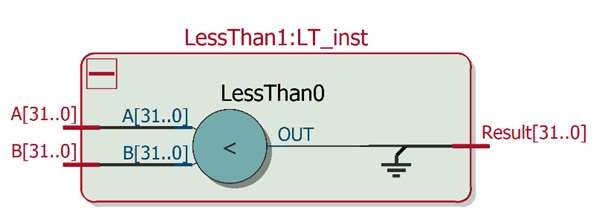 LessThan1:LT_inst
LessThan0
A[31..0] A[31..0]
OUT Result[31..0]
B[31..0] B[31..0]
<